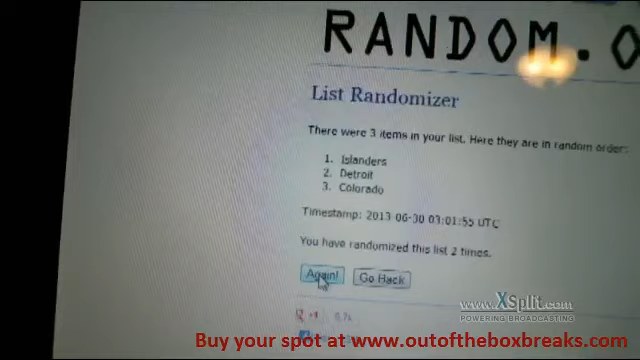 RANDOM.O
List Randomizer
There were 3 items in your list. Here they are in random order:
1. Islanders
2. Detroit
3. Colorado
Timestamp: 2013-06-30 03:01:55 UTC
You have randomized this list 2 times.
Again! Go Back
+1
www.XSplit.com
POWERING BROADCASTING
Buy your spot at www.outoftheboxbreaks.com